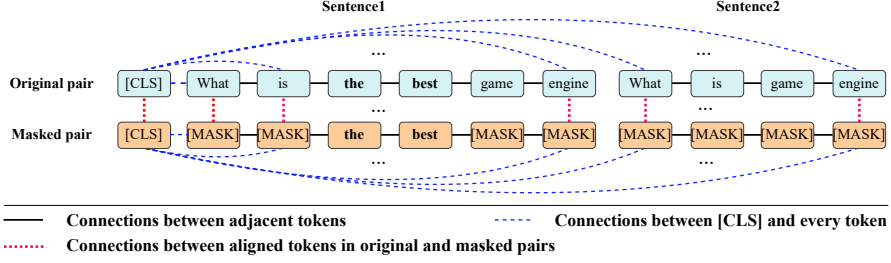 Sentence1 Sentence2
... ...
Original pair [CLS] What is the best game engine What is game engine
... ...
Masked pair [CLS] [MASK] [MASK] the best [MASK] [MASK] [MASK] [MASK] [MASK] [MASK]
... ...
Connections between adjacent tokens Connections between [CLS] and every token
Connections between aligned tokens in original and masked pairs